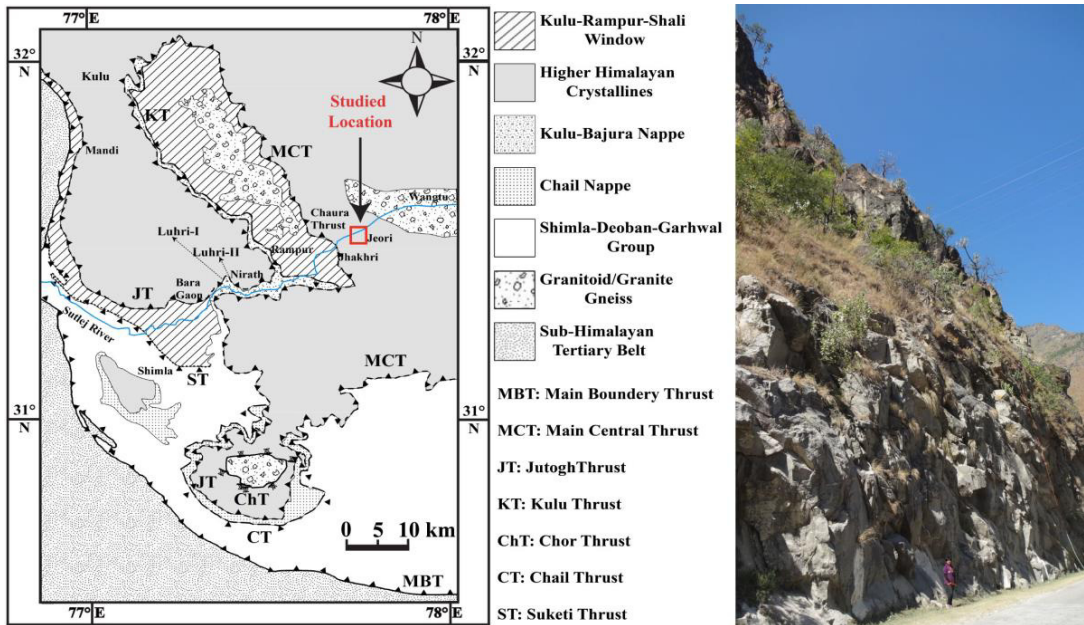 77°E
78°E
32°
N
Kulu
N
Studied
Location
KT
Mandi
MCT
Wangtu
Chaura
Thrust
Luhri-I
Jeori
Luhri-II
Rampur
Jhakhri
Nirath
Bara
Gaon
JT
Sutlej River
MCT
Shimla
ST
31°
N
JT
ChT
CT
0 5 10 km
MBT
77°E
78°E
32°
N
31°
N
Kulu-Rampur-Shali
Window
Higher Himalayan
Crystallines
Kulu-Bajura Nappe
Chail Nappe
Shimla-Deoban-Garhwal
Group
Granitoid/Granite
Gneiss
Sub-Himalayan
Tertiary Belt
MBT: Main Boundery Thrust
MCT: Main Central Thrust
JT: JutoghThrust
KT: Kulu Thrust
ChT: Chor Thrust
CT: Chail Thrust
ST: Suketi Thrust